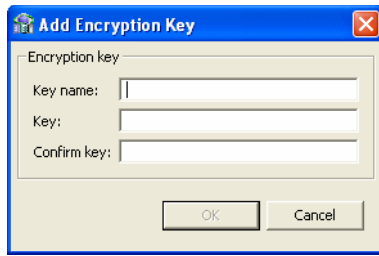 Add Encryption Key
Encryption key
Key name:
Key:
Confirm key:
OK Cancel